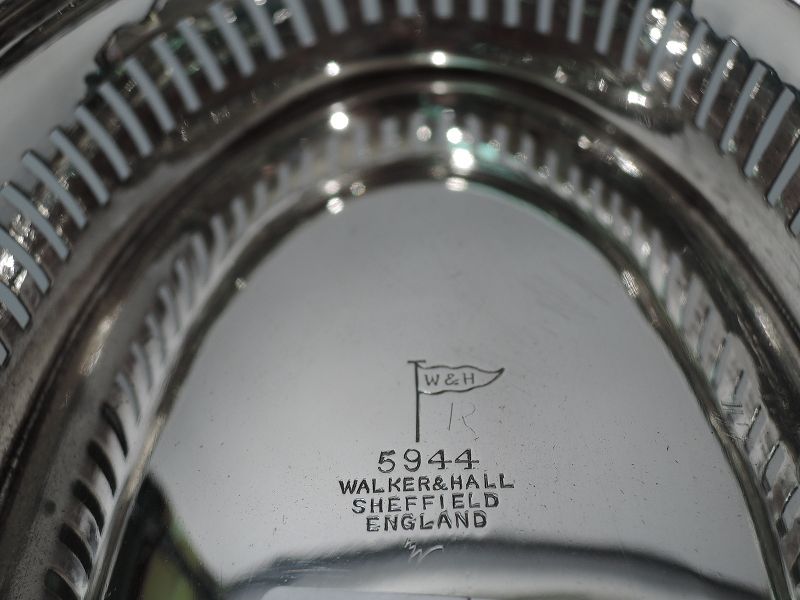 W & H
5944
WALKER & HALL
SHEFFIELD
ENGLAND